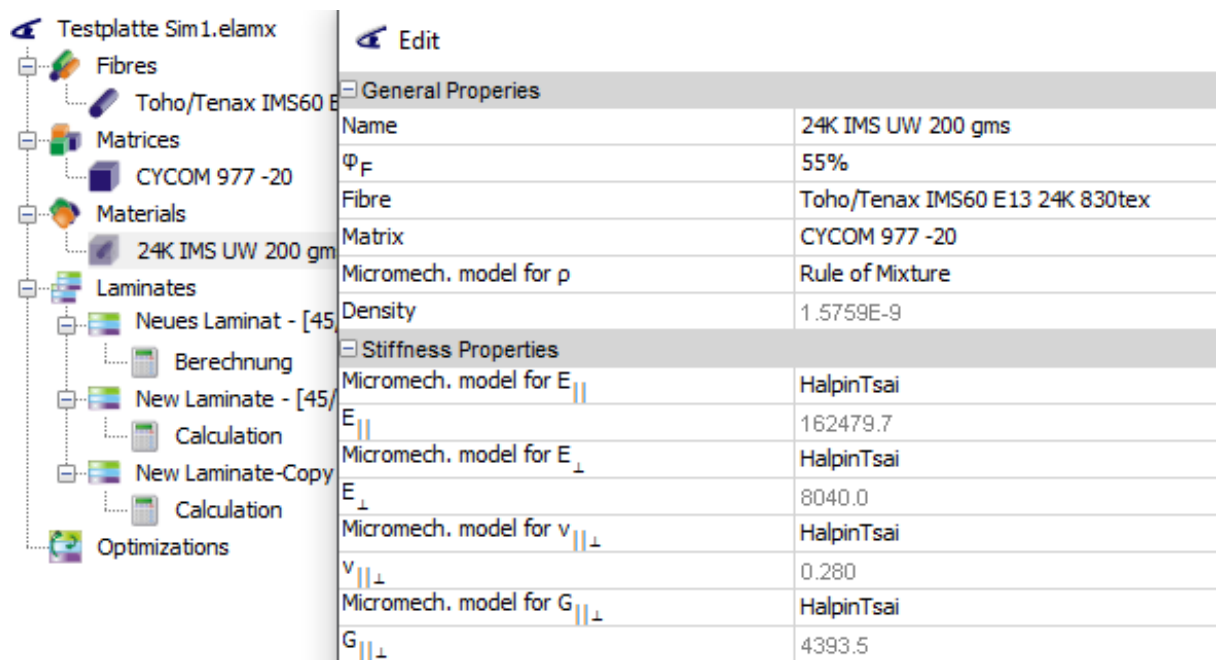 Testplatte Sim1.elamx
Fibres
Toho/Tenax IMS60 E
Matrices
CYCOM 977 -20
Materials
24K IMS UW 200 gm
Laminates
Neues Laminat - [45/
Berechnung
New Laminate - [45/
Calculation
New Laminate-Copy
Calculation
Optimizations
Edit
General Properies
Name 24K IMS UW 200 gms
φF 55%
Fibre Toho/Tenax IMS60 E13 24K 830tex
Matrix CYCOM 977 -20
Micromech. model for ρ Rule of Mixture
Density 1.5759E-9
Stiffness Properties
Micromech. model for E|| HalpinTsai
E|| 162479.7
Micromech. model for E⊥ HalpinTsai
E⊥ 8040.0
Micromech. model for ν||⊥ HalpinTsai
ν||⊥ 0.280
Micromech. model for G||⊥ HalpinTsai
G||⊥ 4393.5